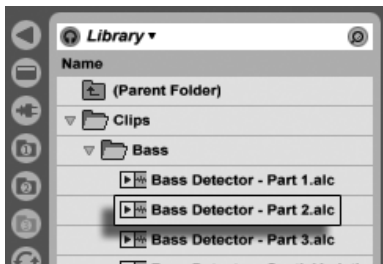 Library
Name
(Parent Folder)
Clips
Bass
Bass Detector - Part 1.alc
Bass Detector - Part 2.alc
Bass Detector - Part 3.alc